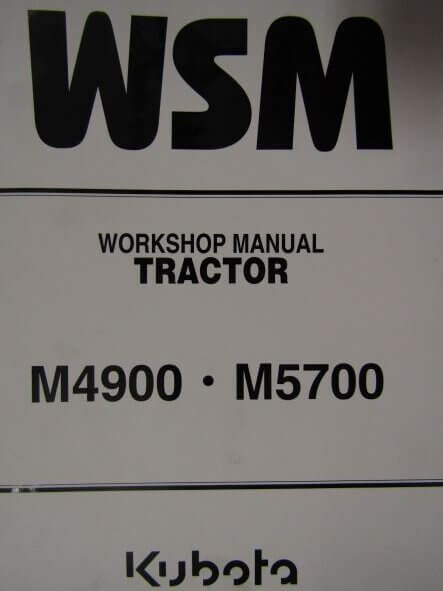 WSM
WORKSHOP MANUAL
TRACTOR
M4900 · M5700
Kubota